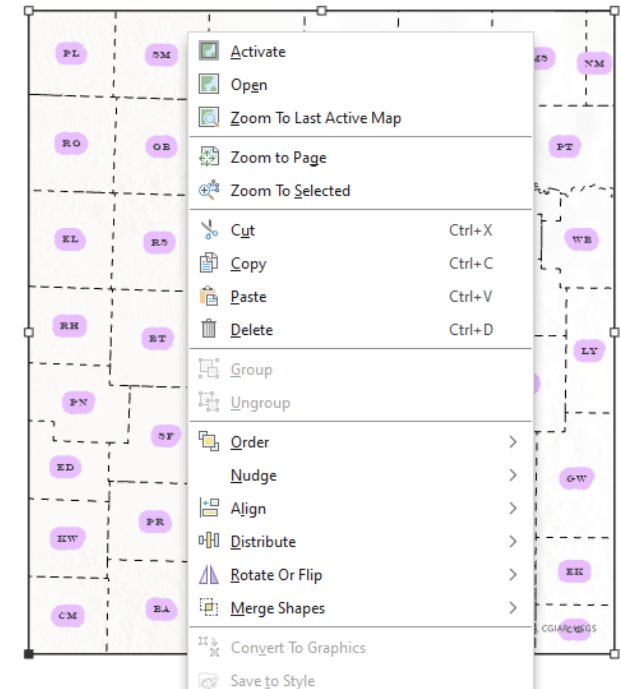 PL
SM
MS
NM
RO
OB
PT
EL
RS
WB
RH
BT
LY
PN
SF
ED
GW
PR
KW
EK
CM
BA
CGIAR, USGS
Activate
Open
Zoom To Last Active Map
Zoom to Page
Zoom To Selected
Cut Ctrl+X
Copy Ctrl+C
Paste Ctrl+V
Delete Ctrl+D
Group
Ungroup
Order
Nudge
Align
Distribute
Rotate Or Flip
Merge Shapes
Convert To Graphics
Save to Style